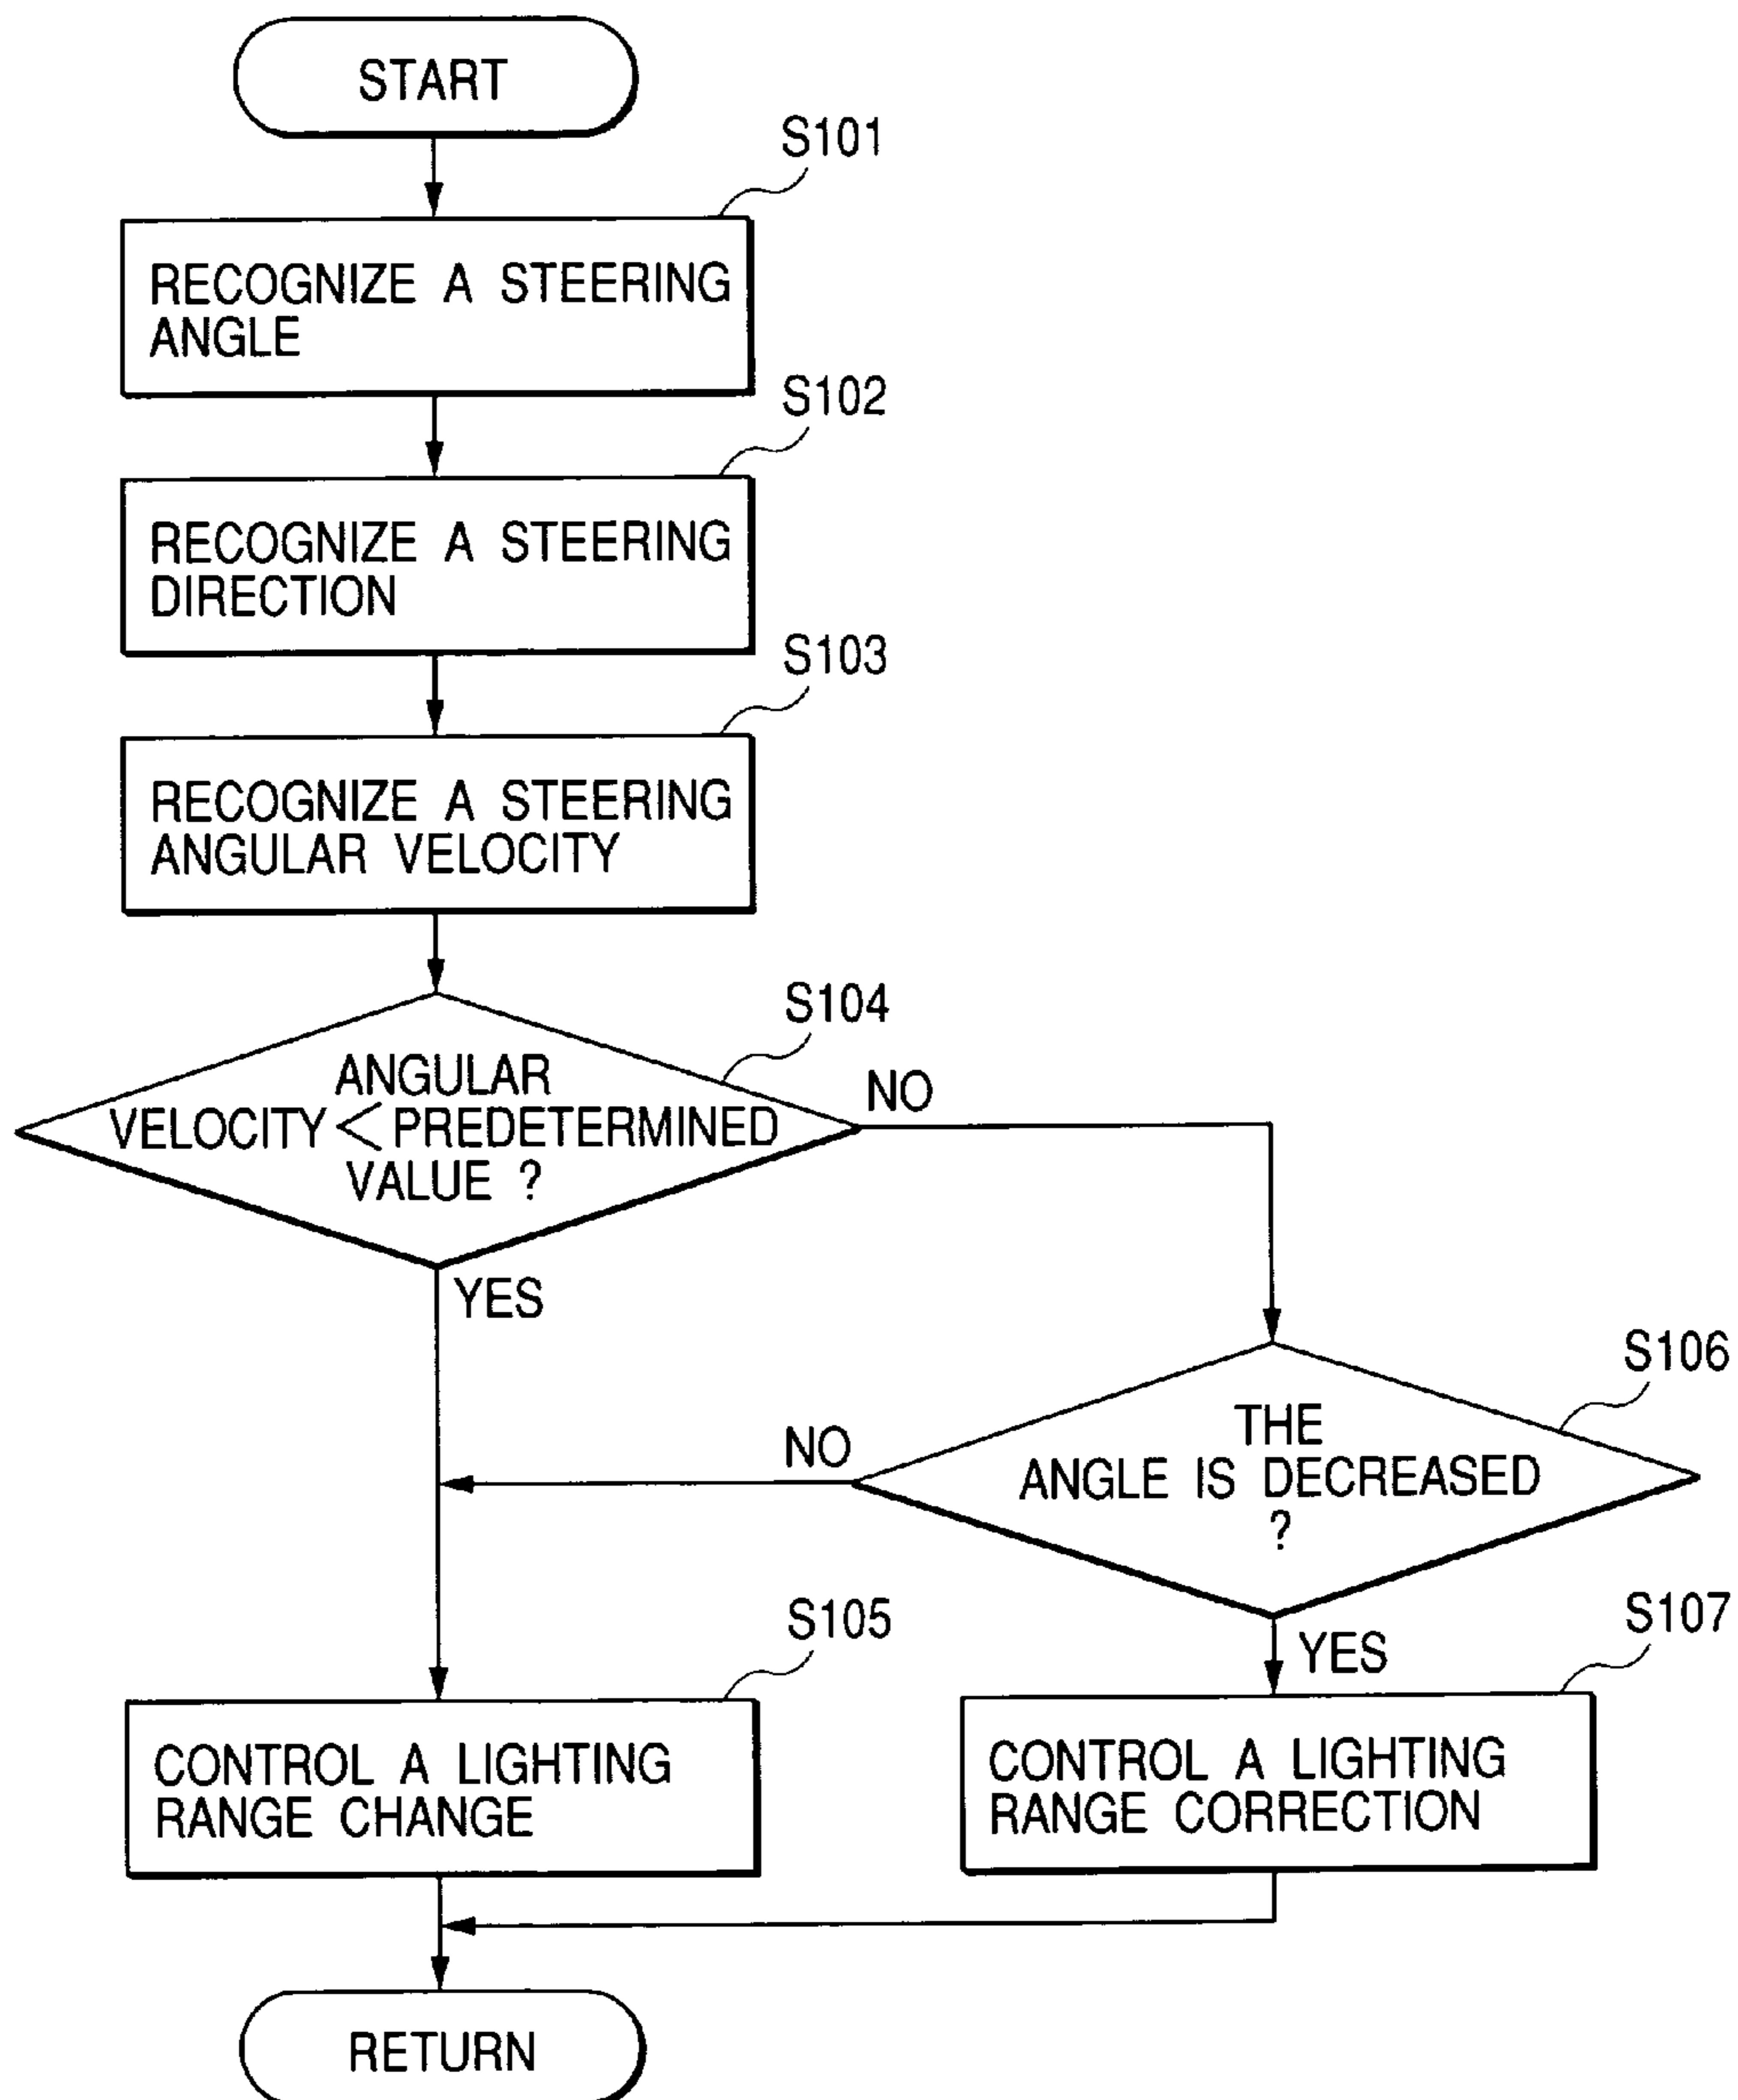 START
S101
RECOGNIZE A STEERING
ANGLE
S102
RECOGNIZE A STEERING
DIRECTION
S103
RECOGNIZE A STEERING
ANGULAR VELOCITY
S104
ANGULAR
VELOCITY < PREDETERMINED
VALUE ?
NO
YES
S106
THE
ANGLE IS DECREASED
?
NO
YES
S105
CONTROL A LIGHTING
RANGE CHANGE
S107
CONTROL A LIGHTING
RANGE CORRECTION
RETURN